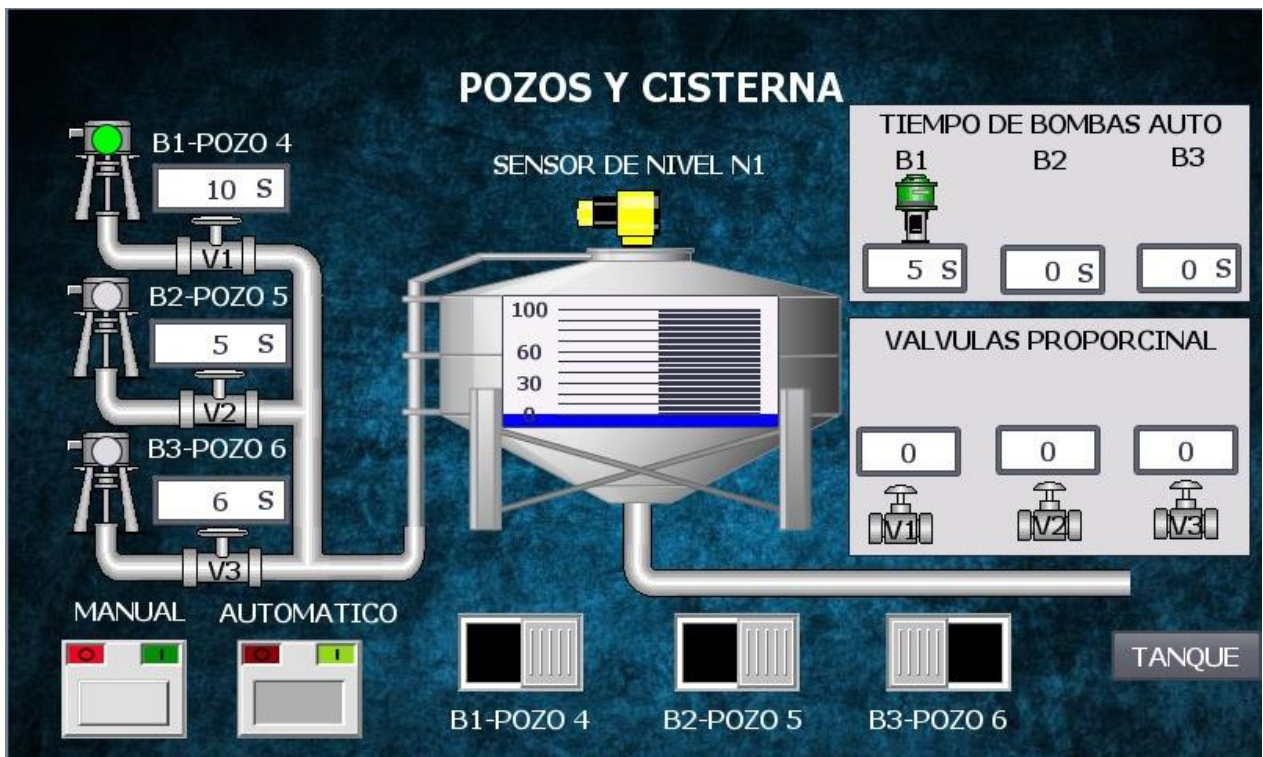 POZOS Y CISTERNA
B1-POZO 4
10 S
V1
B2-POZO 5
5 S
V2
B3-POZO 6
6 S
V3
SENSOR DE NIVEL N1
100
60
30
0
TIEMPO DE BOMBAS AUTO
B1 B2 B3
5 S 0 S 0 S
VALVULAS PROPORCINAL
0 0 0
V1 V2 V3
MANUAL AUTOMATICO
O I O I
B1-POZO 4 B2-POZO 5 B3-POZO 6
TANQUE